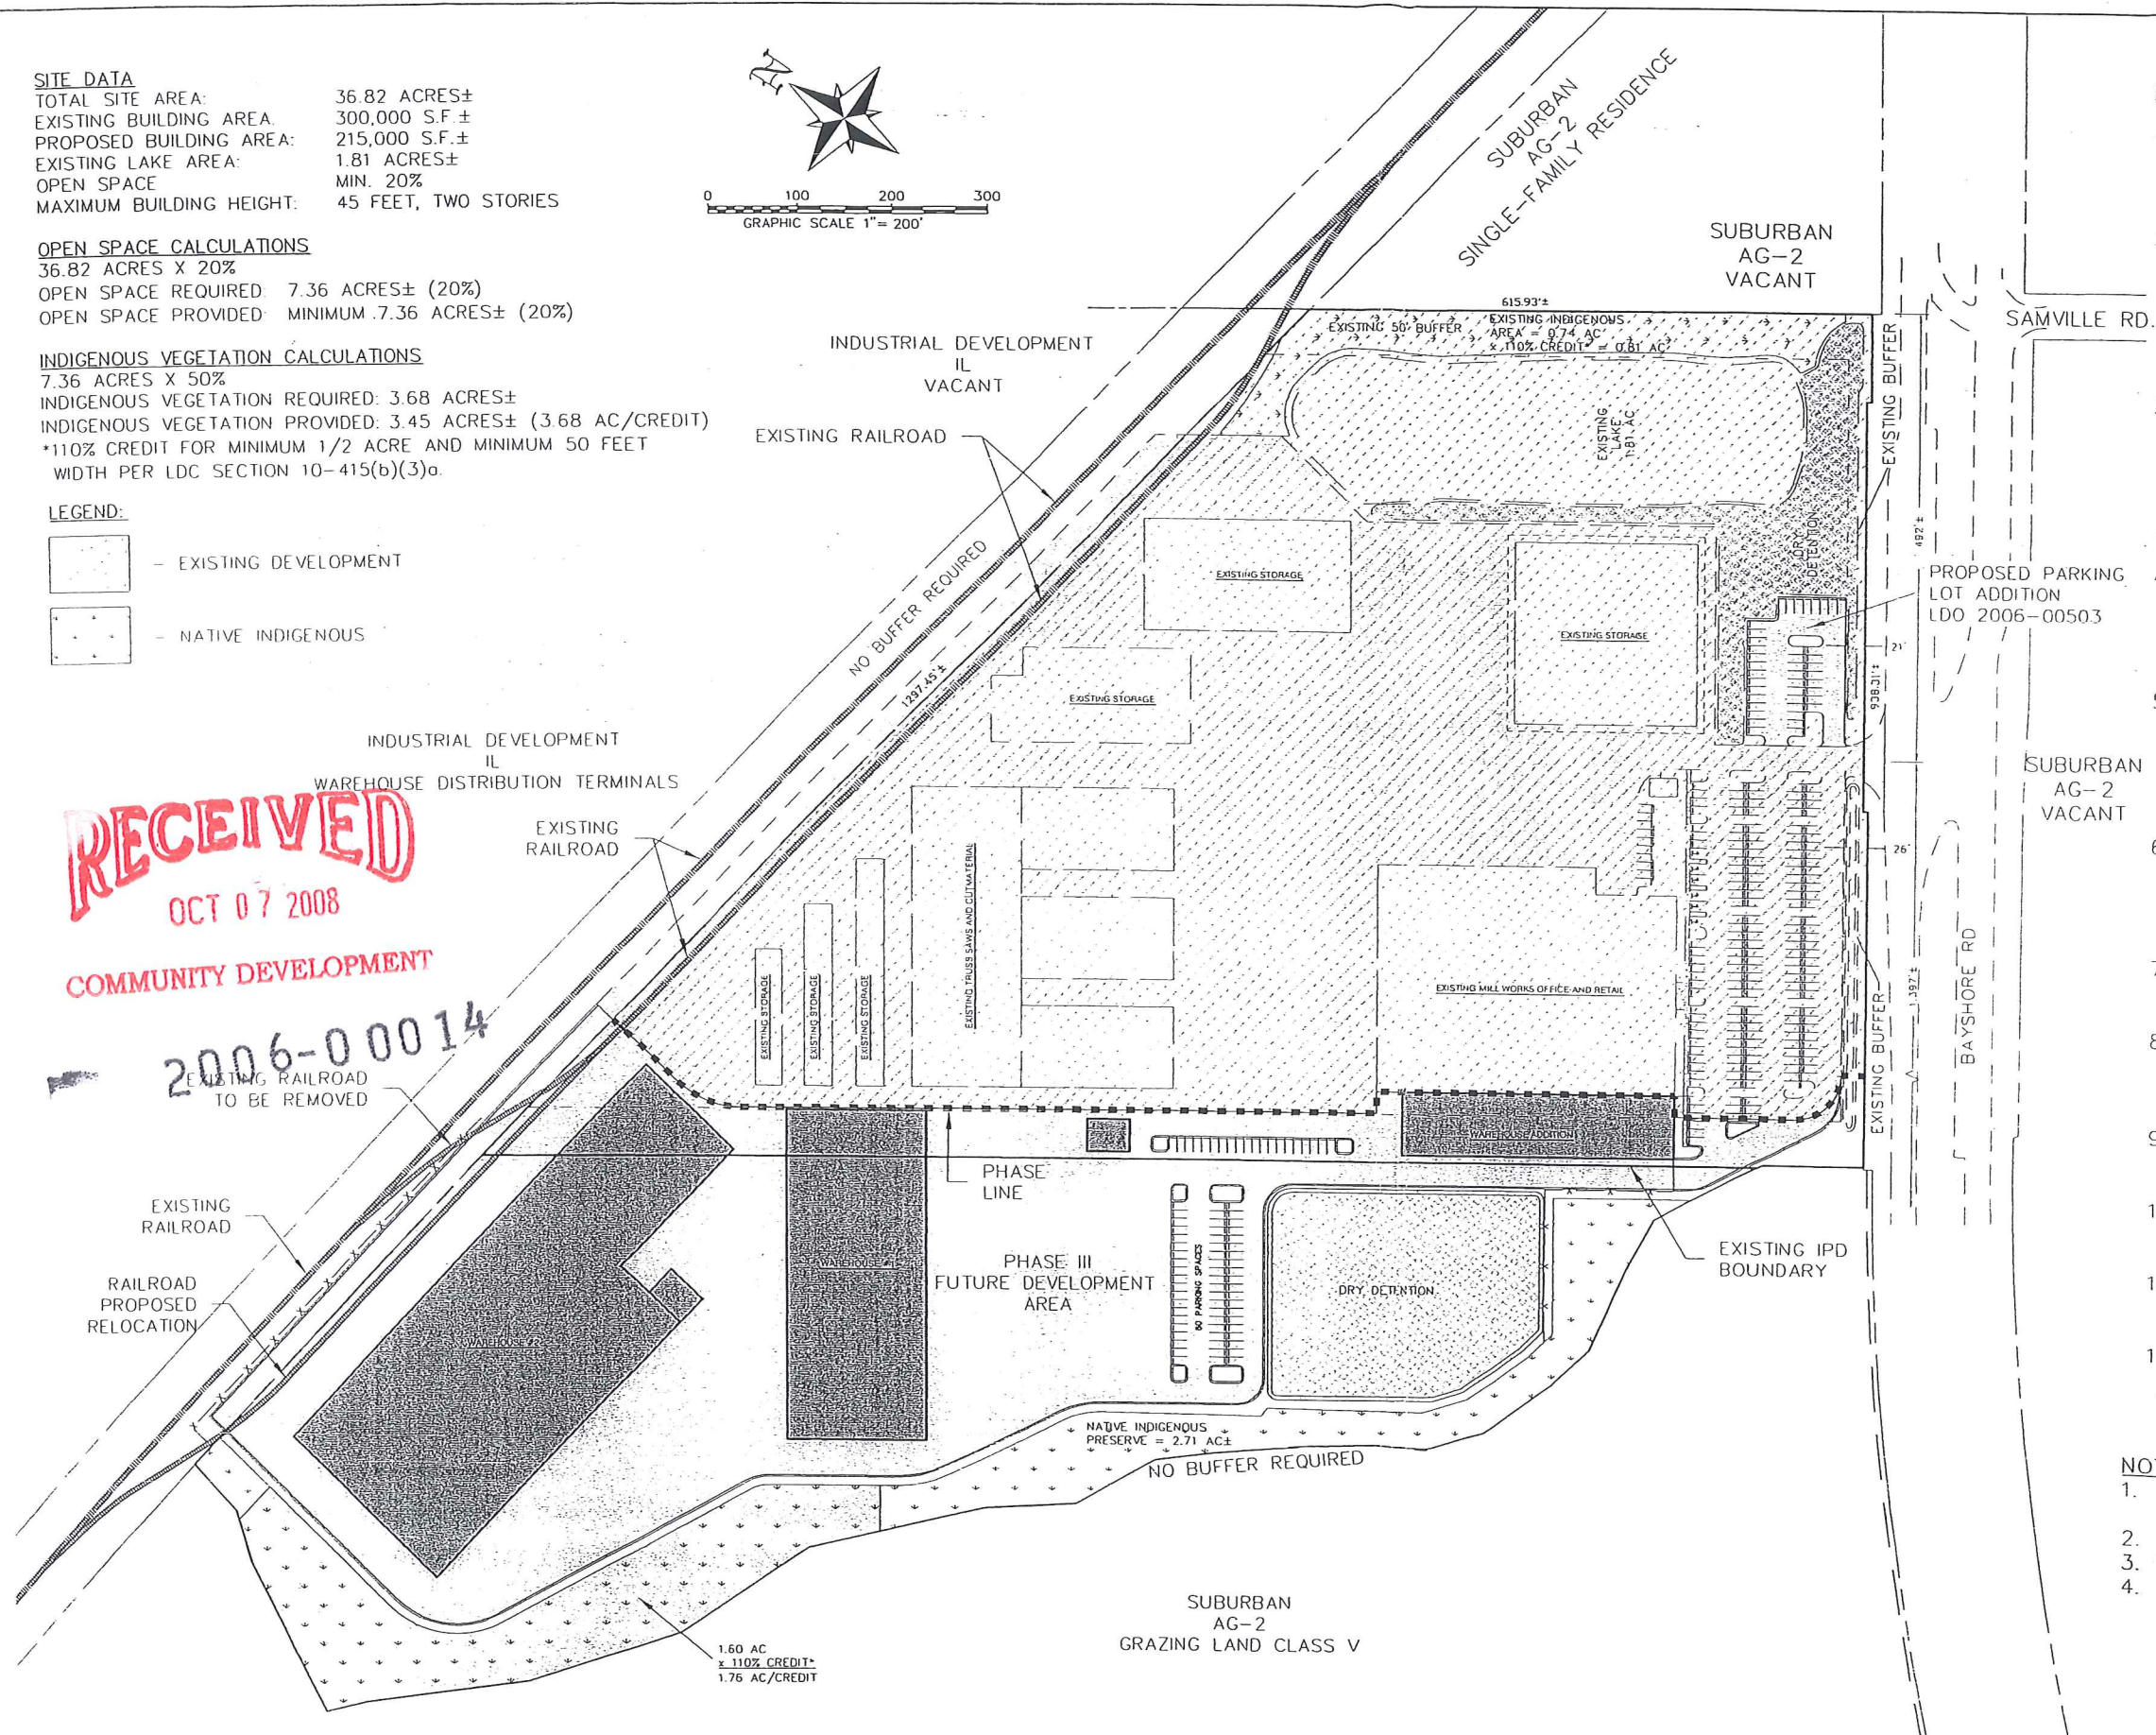 SITE DATA
TOTAL SITE AREA: 36.82 ACRES±
EXISTING BUILDING AREA. 300,000 S.F.±
PROPOSED BUILDING AREA: 215,000 S.F.±
EXISTING LAKE AREA: 1.81 ACRES±
OPEN SPACE MIN. 20%
MAXIMUM BUILDING HEIGHT: 45 FEET, TWO STORIES
OPEN SPACE CALCULATIONS
36.82 ACRES X 20%
OPEN SPACE REQUIRED: 7.36 ACRES± (20%)
OPEN SPACE PROVIDED: MINIMUM .7.36 ACRES± (20%)
INDIGENOUS VEGETATION CALCULATIONS
7.36 ACRES X 50%
INDIGENOUS VEGETATION REQUIRED: 3.68 ACRES±
INDIGENOUS VEGETATION PROVIDED: 3.45 ACRES± (3.68 AC/CREDIT)
*110% CREDIT FOR MINIMUM 1/2 ACRE AND MINIMUM 50 FEET
WIDTH PER LDC SECTION 10-415(b)(3)a.
LEGEND:
- EXISTING DEVELOPMENT
- NATIVE INDIGENOUS
N
0 100 200 300
GRAPHIC SCALE 1"= 200'
SUBURBAN
AG-2
SINGLE-FAMILY RESIDENCE
SUBURBAN
AG-2
VACANT
SAMVILLE RD.
615.93'±
EXISTING 50' BUFFER
EXISTING INDIGENOUS
AREA = 0.74 AC
x 110% CREDIT* = 0.81 AC
INDUSTRIAL DEVELOPMENT
IL
VACANT
EXISTING RAILROAD
EXISTING
LAKE
1.81 AC
EXISTING BUFFER
492'±
DRY
DETENTION
PROPOSED PARKING
LOT ADDITION
LDO 2006-00503
21'
938.31'±
NO BUFFER REQUIRED
1297.45'±
EXISTING STORAGE
EXISTING STORAGE
EXISTING STORAGE
SUBURBAN
AG-2
VACANT
26'
INDUSTRIAL DEVELOPMENT
IL
WAREHOUSE DISTRIBUTION TERMINALS
EXISTING
RAILROAD
RECEIVED
OCT 07 2008
COMMUNITY DEVELOPMENT
2006-00014
EXISTING STORAGE
EXISTING STORAGE
EXISTING STORAGE
EXISTING TRUSS SAWS AND CUTMATERIAL
EXISTING MILL WORKS OFFICE AND RETAIL
EXISTING BUFFER
1,397'±
BAYSHORE RD
EXISTING RAILROAD
TO BE REMOVED
WAREHOUSE ADDITION
PHASE
LINE
EXISTING
RAILROAD
RAILROAD
PROPOSED
RELOCATION
WAREHOUSE #2
WAREHOUSE #1
PHASE III
FUTURE DEVELOPMENT
AREA
60 PARKING SPACES
DRY DETENTION
EXISTING IPD
BOUNDARY
NATIVE INDIGENOUS
PRESERVE = 2.71 AC±
NO BUFFER REQUIRED
1.60 AC
x 110% CREDIT*
1.76 AC/CREDIT
SUBURBAN
AG-2
GRAZING LAND CLASS V
1.
2.
3.
4.